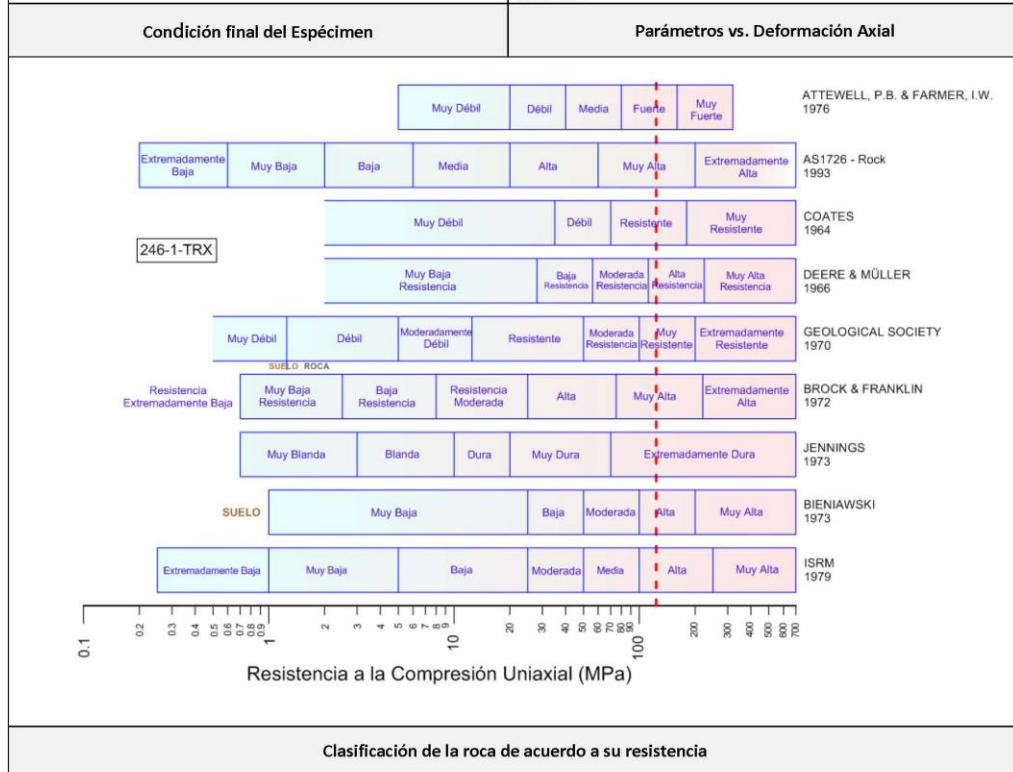 Condición final del Espécimen
Parámetros vs. Deformación Axial
Muy Débil
Débil
Media
Fuerte
Muy
Fuerte
ATTEWELL, P.B. & FARMER, I.W.
1976
Extremadamente
Baja
Muy Baja
Baja
Media
Alta
Muy Alta
Extremadamente
Alta
AS1726 - Rock
1993
Muy Débil
Débil
Resistente
Muy
Resistente
COATES
1964
246-1-TRX
Muy Baja
Resistencia
Baja
Resistencia
Moderada
Resistencia
Alta
Resistencia
Muy Alta
Resistencia
DEERE & MÜLLER
1966
Muy Débil
Débil
Moderadamente
Débil
Resistente
Moderada
Resistencia
Muy
Resistente
Extremadamente
Resistente
GEOLOGICAL SOCIETY
1970
SUELO ROCA
Resistencia
Extremadamente Baja
Muy Baja
Resistencia
Baja
Resistencia
Resistencia
Moderada
Alta
Muy Alta
Extremadamente
Alta
BROCK & FRANKLIN
1972
Muy Blanda
Blanda
Dura
Muy Dura
Extremadamente Dura
JENNINGS
1973
SUELO
Muy Baja
Baja
Moderada
Alta
Muy Alta
BIENIAWSKI
1973
Extremadamente Baja
Muy Baja
Baja
Moderada
Media
Alta
Muy Alta
ISRM
1979
0.1 0.2 0.3 0.4 0.5 0.6 0.7 0.8 0.9 1 2 3 4 5 6 7 8 9 10 20 30 40 50 60 70 80 90 100 200 300 400 500 600 700
Resistencia a la Compresión Uniaxial (MPa)
Clasificación de la roca de acuerdo a su resistencia